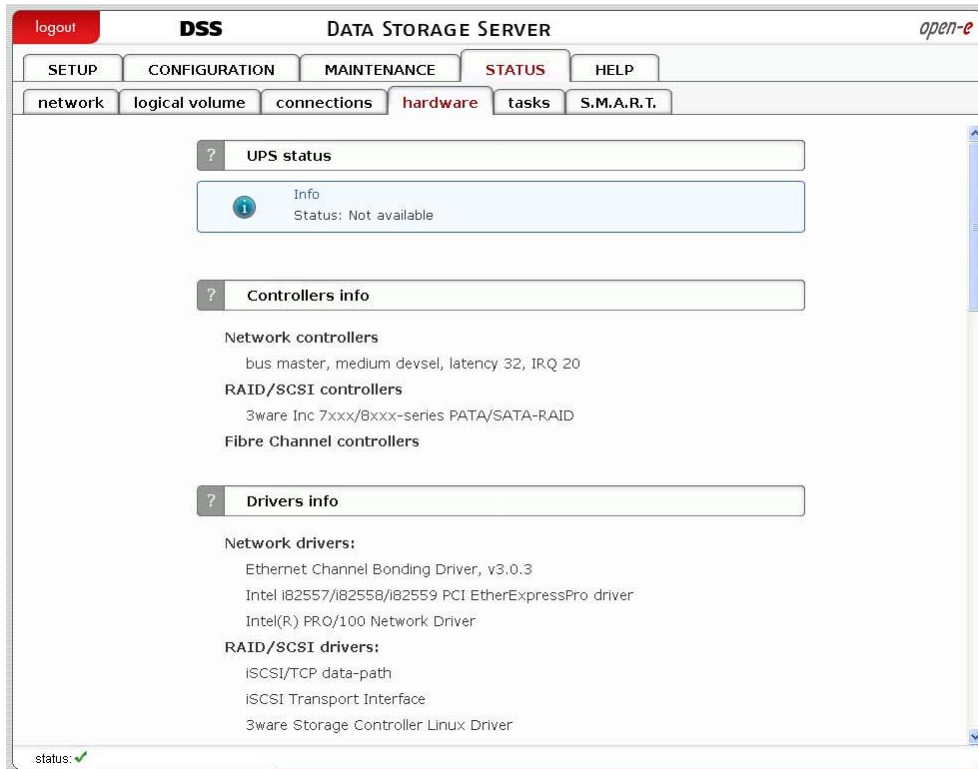 logout DSS DATA STORAGE SERVER open-e
SETUP CONFIGURATION MAINTENANCE STATUS HELP
network logical volume connections hardware tasks S.M.A.R.T.
? UPS status
i Info
Status: Not available
? Controllers info
Network controllers
bus master, medium devsel, latency 32, IRQ 20
RAID/SCSI controllers
3ware Inc 7xxx/8xxx-series PATA/SATA-RAID
Fibre Channel controllers
? Drivers info
Network drivers:
Ethernet Channel Bonding Driver, v3.0.3
Intel i82557/i82558/i82559 PCI EtherExpressPro driver
Intel(R) PRO/100 Network Driver
RAID/SCSI drivers:
iSCSI/TCP data-path
iSCSI Transport Interface
3ware Storage Controller Linux Driver
status: